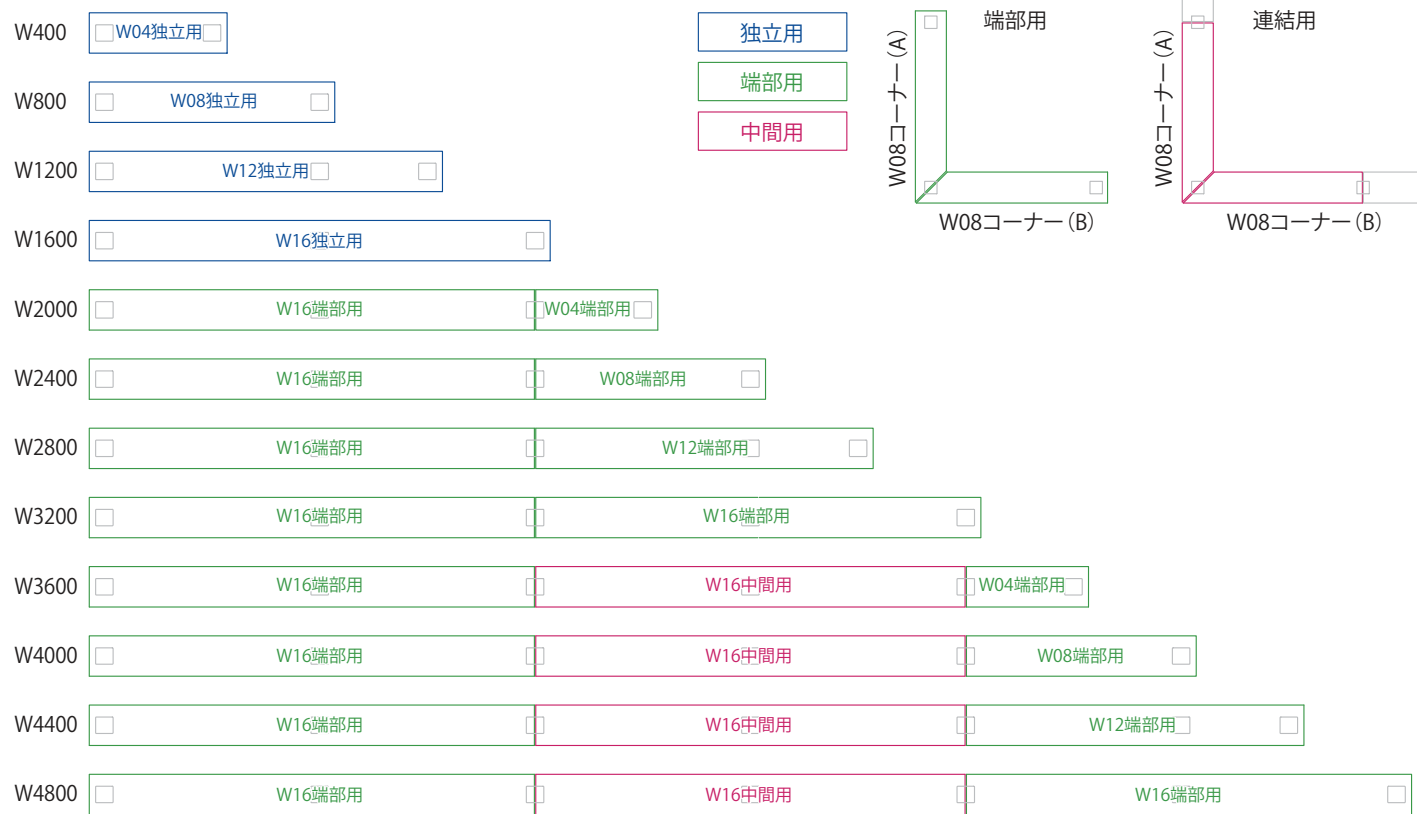 W400 W04独立用
W800 W08独立用
W1200 W12独立用
W1600 W16独立用
W2000 W16端部用 W04端部用
W2400 W16端部用 W08端部用
W2800 W16端部用 W12端部用
W3200 W16端部用 W16端部用
W3600 W16端部用 W16中間用 W04端部用
W4000 W16端部用 W16中間用 W08端部用
W4400 W16端部用 W16中間用 W12端部用
W4800 W16端部用 W16中間用 W16端部用
独立用
端部用
中間用
端部用
W08コーナー(A)
W08コーナー(B)
連結用
W08コーナー(A)
W08コーナー(B)